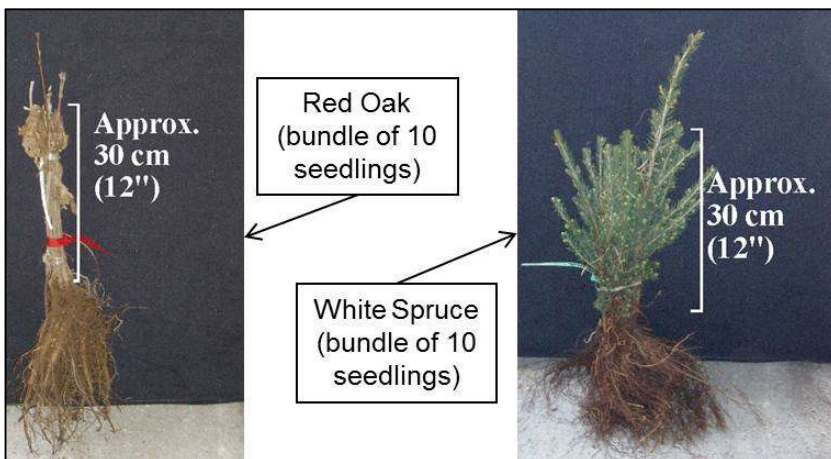 Approx.
30 cm
(12")
Red Oak
(bundle of 10
seedlings)
White Spruce
(bundle of 10
seedlings)
Approx.
30 cm
(12")